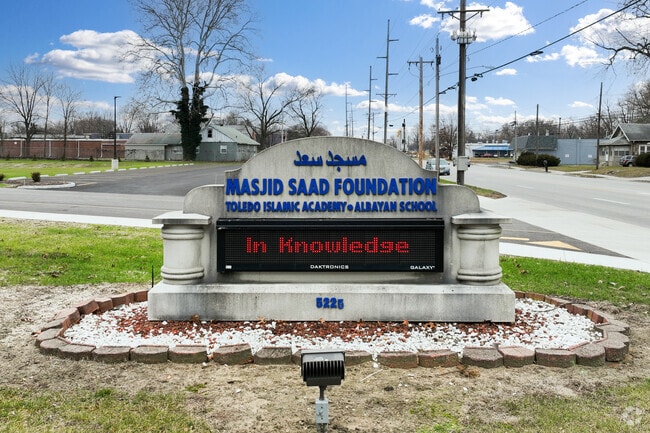 مسجد سعد
MASJID SAAD FOUNDATION
TOLEDO ISLAMIC ACADEMY • ALBAYAN SCHOOL
In Knowledge
DAKTRONICS GALAXY
5225